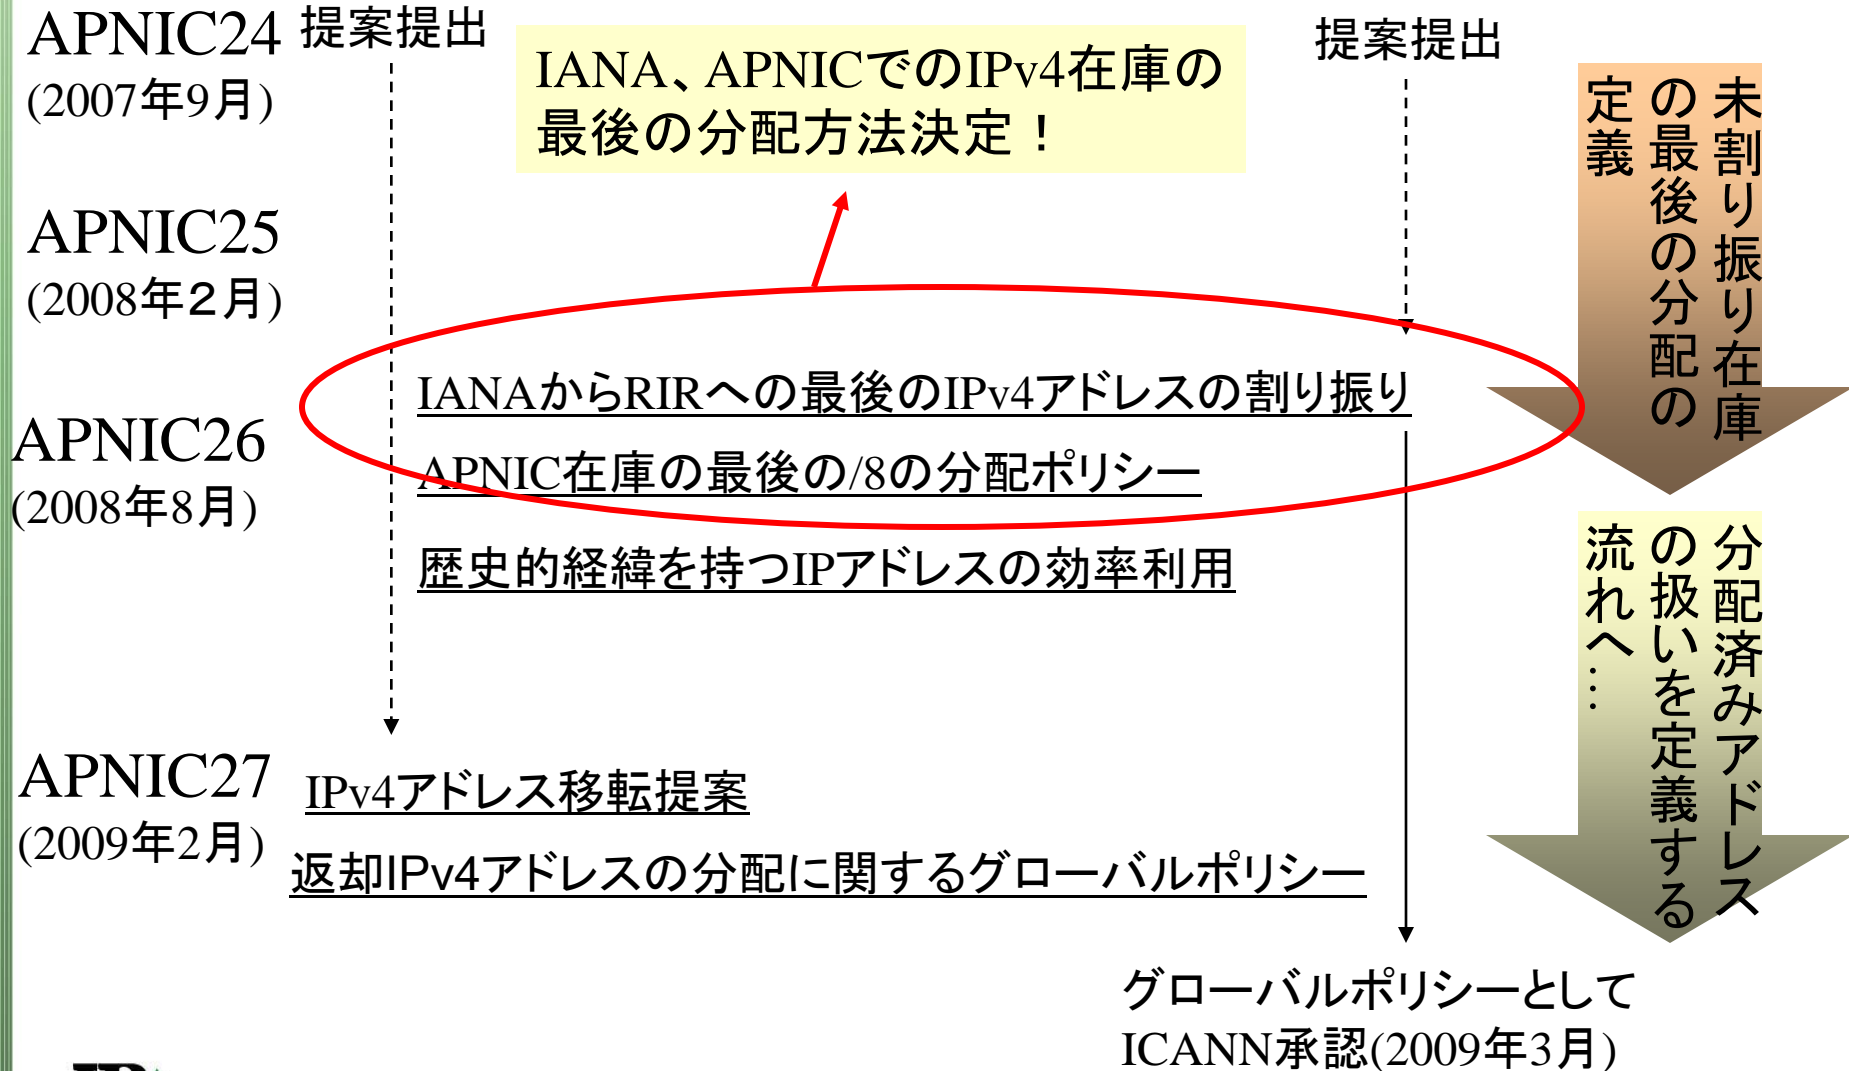 APNIC24
(2007年9月)
提案提出
IANA、APNICでのIPv4在庫の
最後の分配方法決定！
提案提出
未割り振り在庫
の最後の分配の
定義
APNIC25
(2008年２月)
APNIC26
(2008年8月)
IANAからRIRへの最後のIPv4アドレスの割り振り
APNIC在庫の最後の/8の分配ポリシー
歴史的経緯を持つIPアドレスの効率利用
分配済みアドレス
の扱いを定義する
流れへ…
APNIC27
(2009年2月)
IPv4アドレス移転提案
返却IPv4アドレスの分配に関するグローバルポリシー
グローバルポリシーとして
ICANN承認(2009年3月)